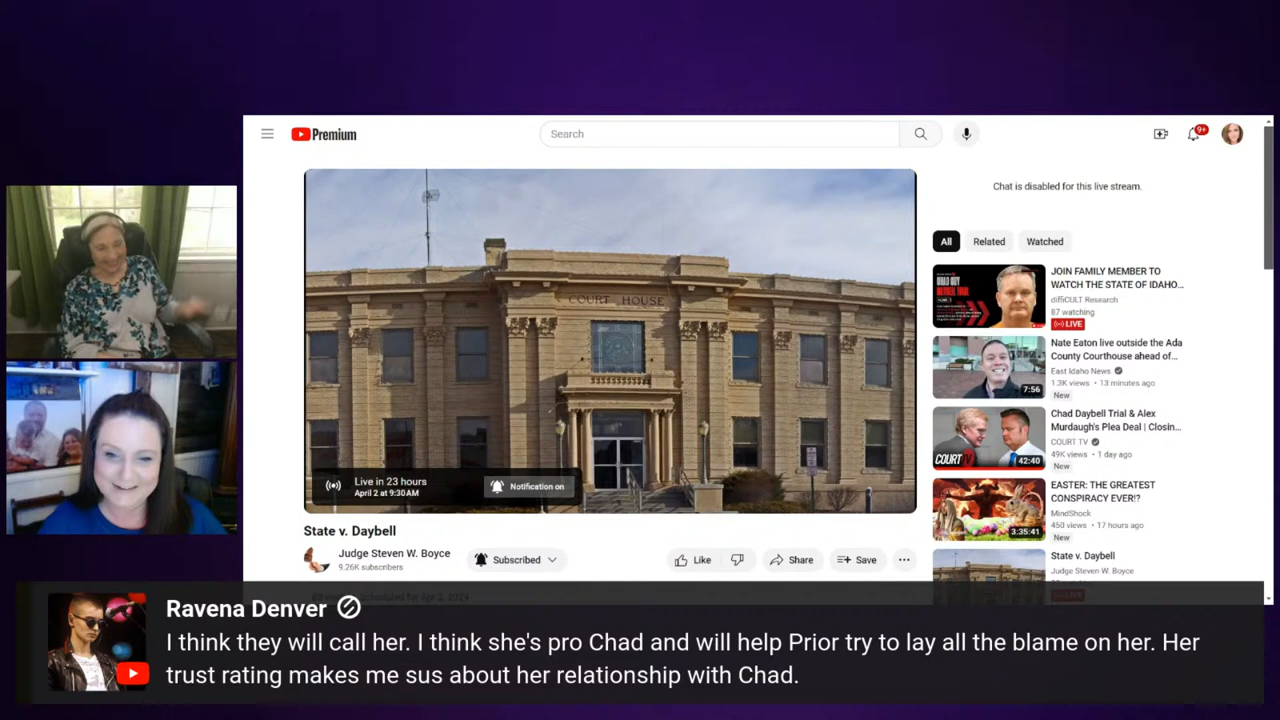 Premium
Search
9+
COURT HOUSE
Live in 23 hours
April 2 at 9:30AM
Notification on
State v. Daybell
Judge Steven W. Boyce
9.26K subscribers
Subscribed
Like
Share
Save
Chat is disabled for this live stream.
All
Related
Watched
JOIN FAMILY MEMBER TO
WATCH THE STATE OF IDAHO...
diffiCULT Research
87 watching
LIVE
Nate Eaton live outside the Ada
County Courthouse ahead of...
East Idaho News
1.3K views • 13 minutes ago
New
7:56
Chad Daybell Trial & Alex
Murdaugh's Plea Deal | Closin...
COURT TV
49K views • 1 day ago
New
COURT
42:40
EASTER: THE GREATEST
CONSPIRACY EVER!?
MindShock
450 views • 17 hours ago
New
3:35:41
State v. Daybell
Judge Steven W. Boyce
LIVE
Ravena Denver
I think they will call her. I think she's pro Chad and will help Prior try to lay all the blame on her. Her
trust rating makes me sus about her relationship with Chad.